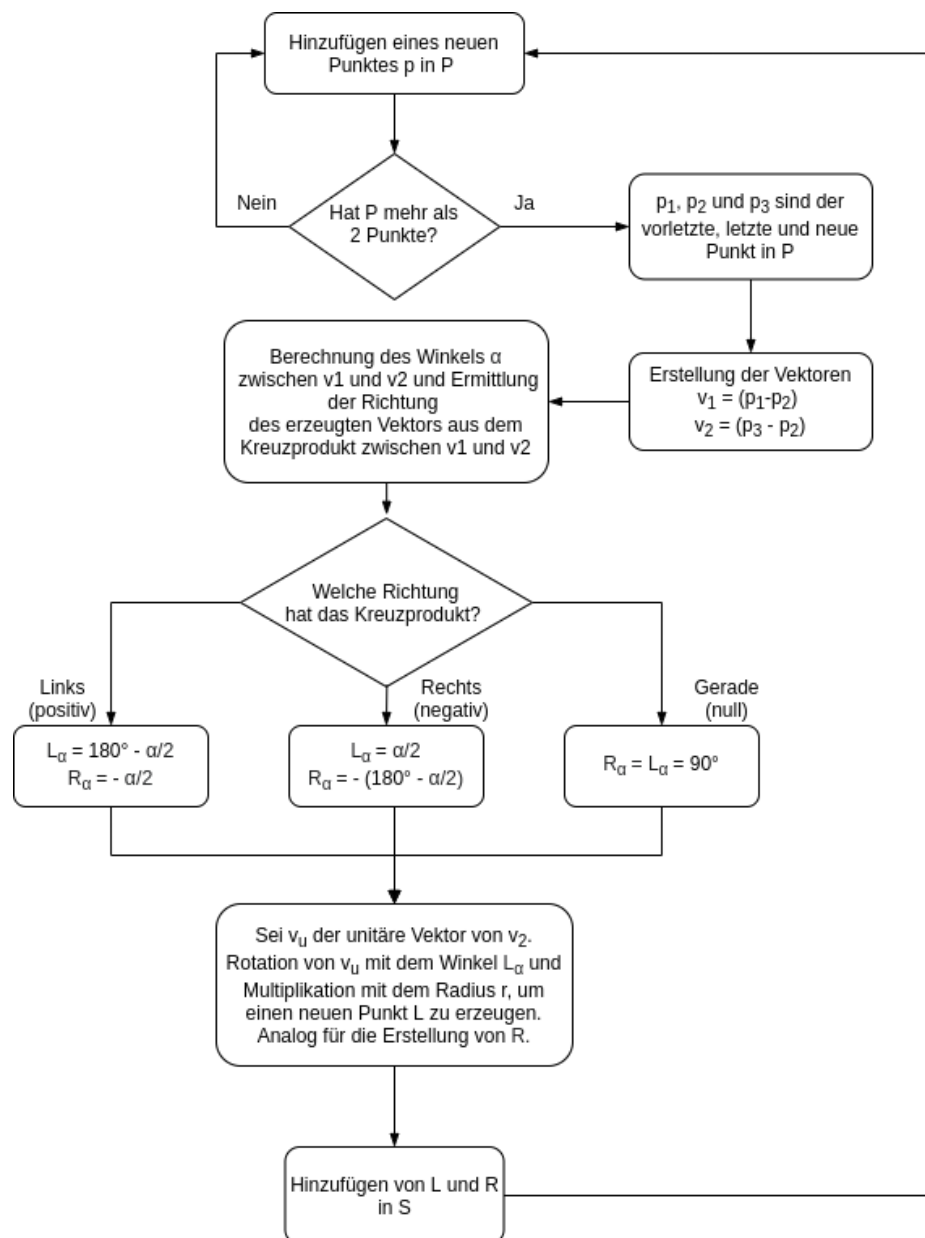 Hinzufügen eines neuen
Punktes p in P
Nein
Hat P mehr als
2 Punkte?
Ja
p₁, p₂ und p₃ sind der
vorletzte, letzte und neue
Punkt in P
Erstellung der Vektoren
v₁ = (p₁-p₂)
v₂ = (p₃ - p₂)
Berechnung des Winkels α
zwischen v1 und v2 und Ermittlung
der Richtung
des erzeugten Vektors aus dem
Kreuzprodukt zwischen v1 und v2
Welche Richtung
hat das Kreuzprodukt?
Links
(positiv)
Rechts
(negativ)
Gerade
(null)
Lα = 180° - α/2
Rα = - α/2
Lα = α/2
Rα = - (180° - α/2)
Rα = Lα = 90°
Sei vᵤ der unitäre Vektor von v₂.
Rotation von vᵤ mit dem Winkel Lα und
Multiplikation mit dem Radius r, um
einen neuen Punkt L zu erzeugen.
Analog für die Erstellung von R.
Hinzufügen von L und R
in S